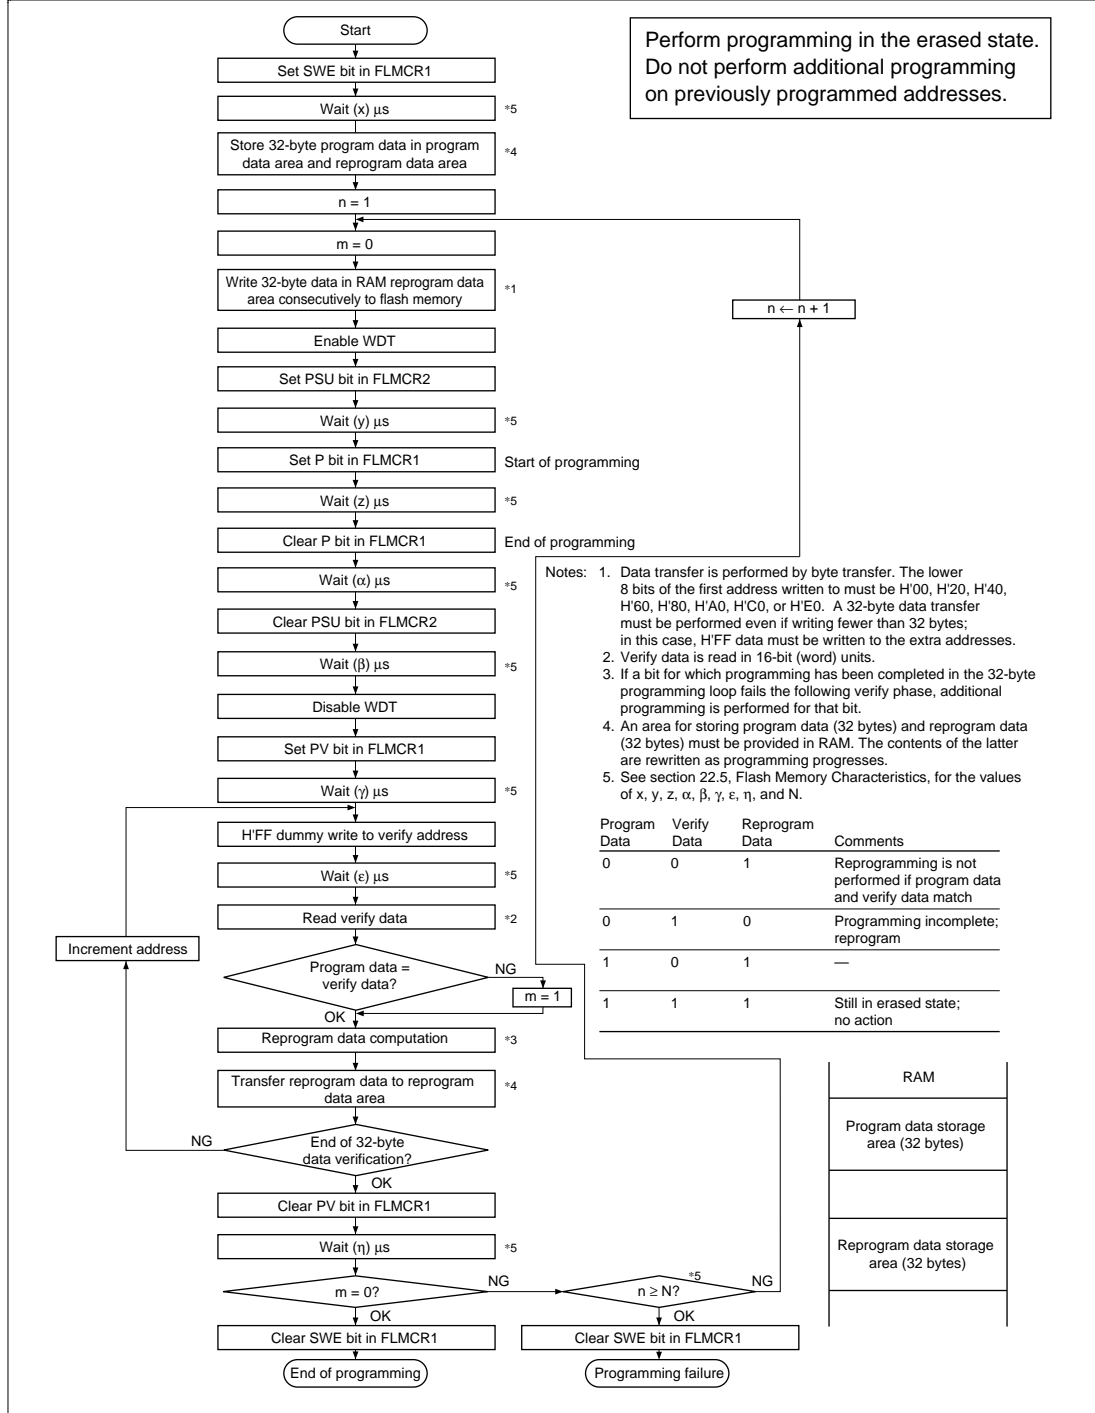 Start
Perform programming in the erased state.
Do not perform additional programming
on previously programmed addresses.
Set SWE bit in FLMCR1
Wait (x) μs
*5
Store 32-byte program data in program
data area and reprogram data area
*4
n = 1
m = 0
Write 32-byte data in RAM reprogram data
area consecutively to flash memory
*1
n ← n + 1
Enable WDT
Set PSU bit in FLMCR2
Wait (y) μs
*5
Set P bit in FLMCR1
Start of programming
Wait (z) μs
*5
Clear P bit in FLMCR1
End of programming
Wait (α) μs
*5
Clear PSU bit in FLMCR2
Wait (β) μs
*5
Disable WDT
Set PV bit in FLMCR1
Wait (γ) μs
*5
H'FF dummy write to verify address
Wait (ε) μs
*5
Read verify data
*2
Increment address
Program data =
verify data?
NG
m = 1
OK
Reprogram data computation
*3
Transfer reprogram data to reprogram
data area
*4
NG
End of 32-byte
data verification?
OK
Clear PV bit in FLMCR1
Wait (η) μs
*5
m = 0?
NG
n ≥ N?
*5
NG
OK
OK
Clear SWE bit in FLMCR1
Clear SWE bit in FLMCR1
End of programming
Programming failure
Notes: 1. Data transfer is performed by byte transfer. The lower
8 bits of the first address written to must be H'00, H'20, H'40,
H'60, H'80, H'A0, H'C0, or H'E0. A 32-byte data transfer
must be performed even if writing fewer than 32 bytes;
in this case, H'FF data must be written to the extra addresses.
2. Verify data is read in 16-bit (word) units.
3. If a bit for which programming has been completed in the 32-byte
programming loop fails the following verify phase, additional
programming is performed for that bit.
4. An area for storing program data (32 bytes) and reprogram data
(32 bytes) must be provided in RAM. The contents of the latter
are rewritten as programming progresses.
5. See section 22.5, Flash Memory Characteristics, for the values
of x, y, z, α, β, γ, ε, η, and N.
Program Verify Reprogram
Data Data Data Comments
0 0 1 Reprogramming is not
performed if program data
and verify data match
0 1 0 Programming incomplete;
reprogram
1 0 1 —
1 1 1 Still in erased state;
no action
RAM
Program data storage
area (32 bytes)
Reprogram data storage
area (32 bytes)